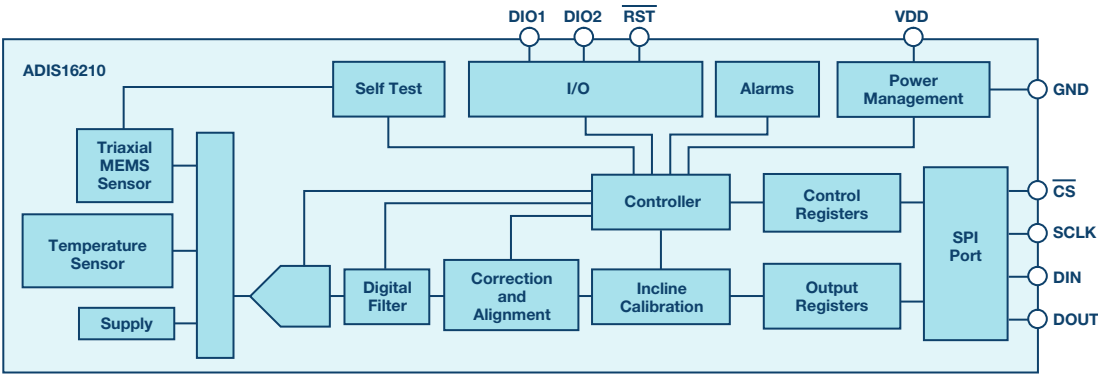 DIO1 DIO2 RST VDD
ADIS16210
Self Test
I/O
Alarms
Power
Management
GND
Triaxial
MEMS
Sensor
Controller
Control
Registers
SPI
Port
CS
SCLK
DIN
DOUT
Temperature
Sensor
Supply
Digital
Filter
Correction
and
Alignment
Incline
Calibration
Output
Registers